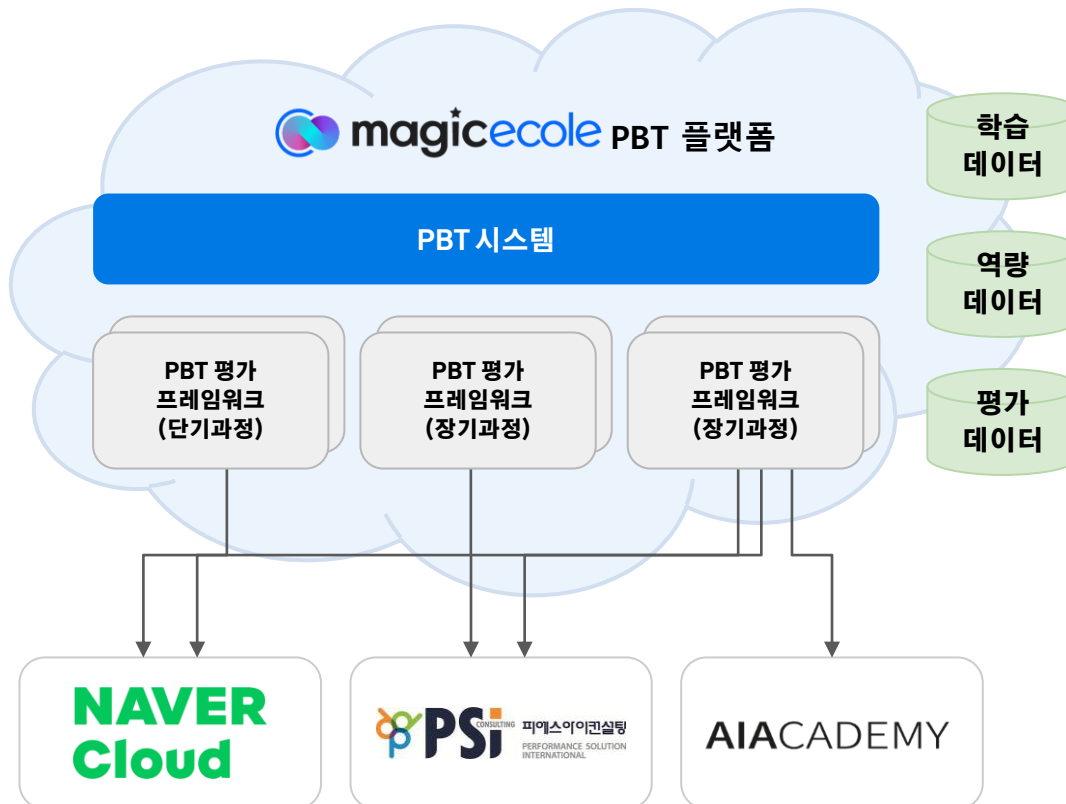 magicecole PBT 플랫폼
학습
데이터
PBT 시스템
역량
데이터
PBT 평가
프레임워크
(단기과정)
PBT 평가
프레임워크
(장기과정)
PBT 평가
프레임워크
(장기과정)
평가
데이터
NAVER
Cloud
PSi CONSULTING 피에스아이컨설팅
PERFORMANCE SOLUTION
INTERNATIONAL
AIACADEMY